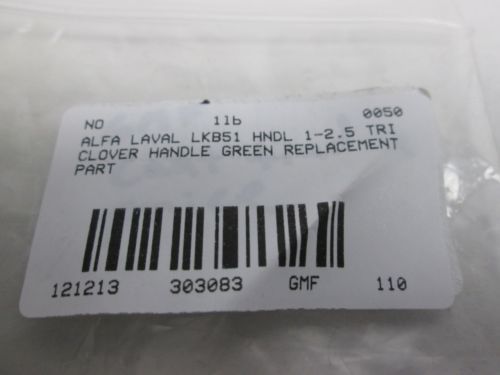 NO 11b 0050
ALFA LAVAL LKB51 HNDL 1-2.5 TRI
CLOVER HANDLE GREEN REPLACEMENT
PART
121213 303083 GMF 110